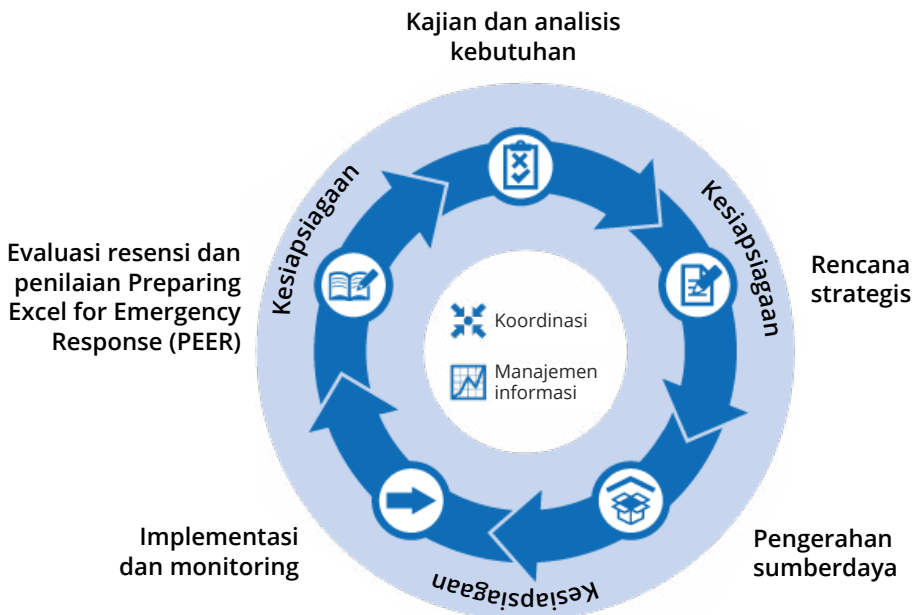 Kajian dan analisis
kebutuhan
Kesiapsiagaan
Kesiapsiagaan
Evaluasi resensi dan
penilaian Preparing
Excel for Emergency
Response (PEER)
Rencana
strategis
Koordinasi
Manajemen
informasi
Implementasi
dan monitoring
Pengerahan
sumberdaya
Kesiapsiagaan